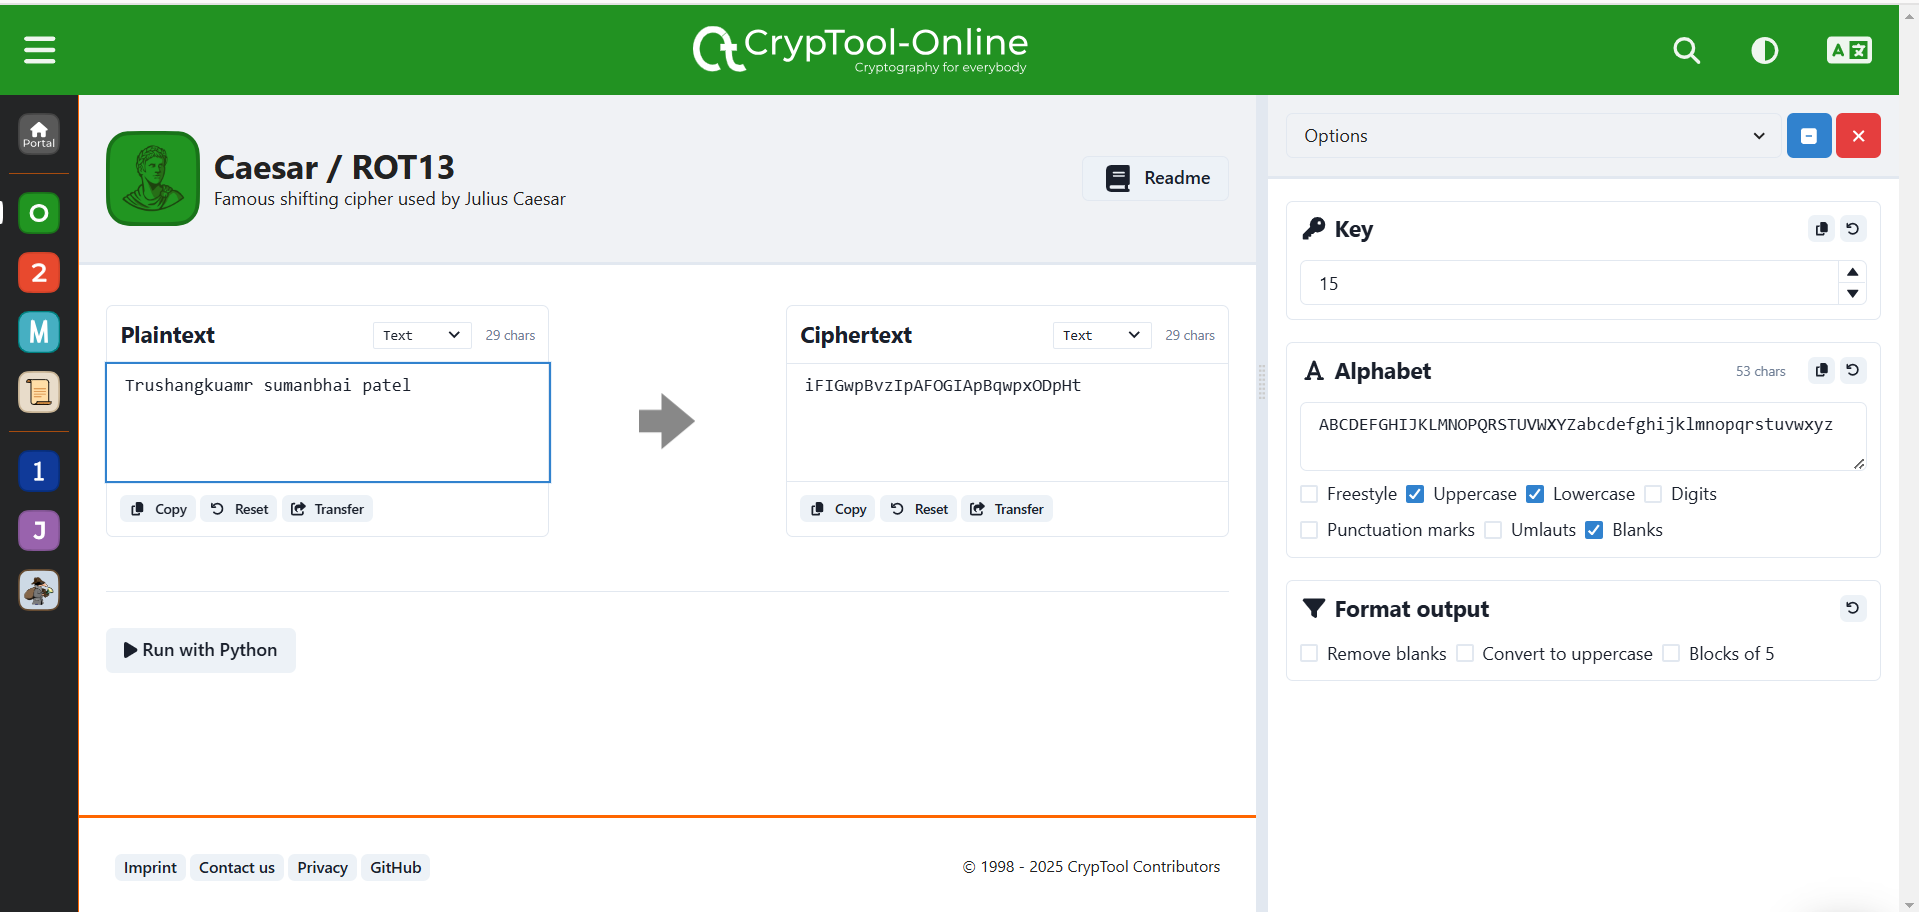 CrypTool-Online
Cryptography for everybody
Portal
O
2
M
1
J
Caesar / ROT13
Famous shifting cipher used by Julius Caesar
Readme
Plaintext
Text
29 chars
Trushangkuamr sumanbhai patel
Copy
Reset
Transfer
Ciphertext
Text
29 chars
iFIGwpBvzIpAFOGIApBqwpxODpHt
Copy
Reset
Transfer
Run with Python
Imprint
Contact us
Privacy
GitHub
© 1998 - 2025 CrypTool Contributors
Options
Key
15
Alphabet
53 chars
ABCDEFGHIJKLMNOPQRSTUVWXYZabcdefghijklmnopqrstuvwxyz
Freestyle Uppercase Lowercase Digits
Punctuation marks Umlauts Blanks
Format output
Remove blanks Convert to uppercase Blocks of 5